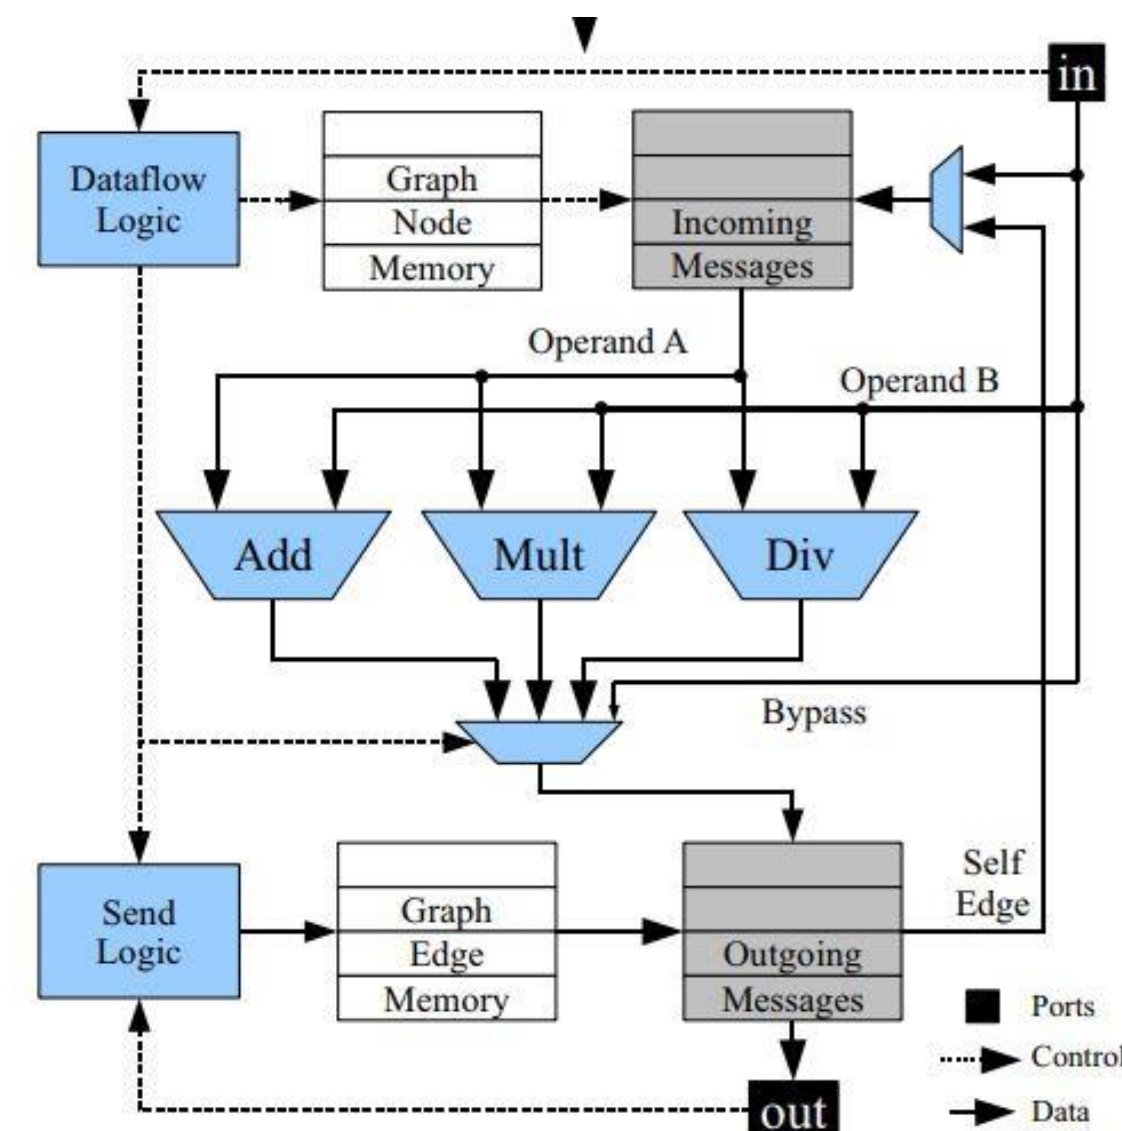 in
Dataflow
Logic
Graph
Node
Memory
Incoming
Messages
Operand A
Operand B
Add
Mult
Div
Bypass
Send
Logic
Graph
Edge
Memory
Outgoing
Messages
Self
Edge
Ports
Control
Data
out